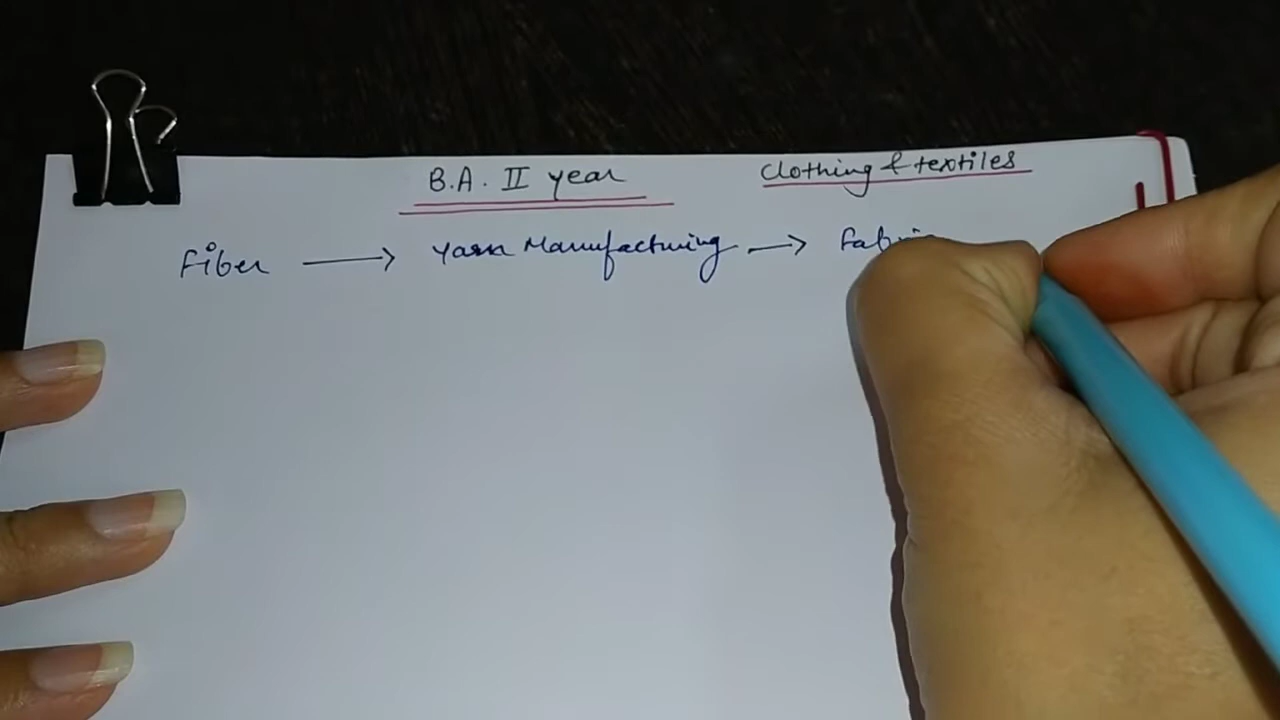 B.A. II year
Clothing & textiles
Fiber → Yarn Manufacturing →